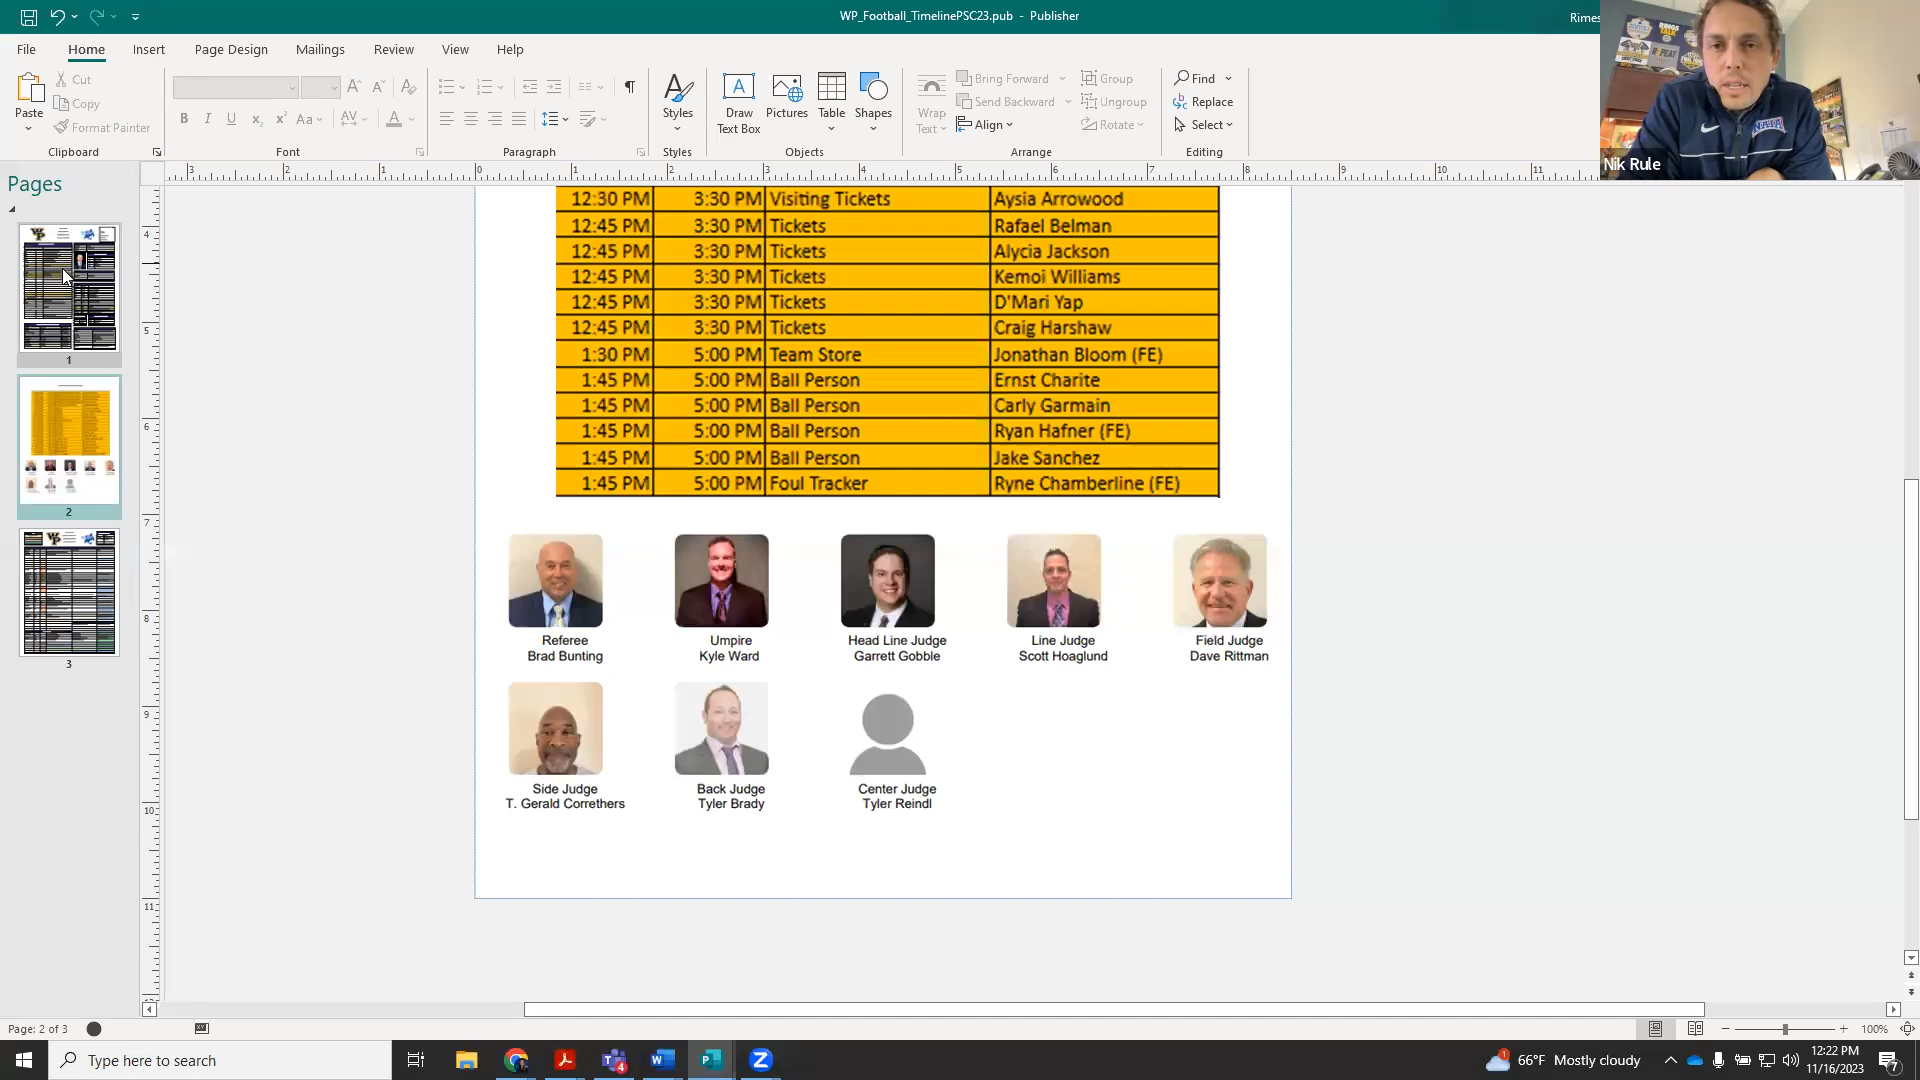 WP_Football_TimelinePSC23.pub - Publisher
Rimes
File Home Insert Page Design Mailings Review View Help
Paste
Cut
Copy
Format Painter
Clipboard
Font
Paragraph
Styles
Styles
Draw Text Box
Pictures
Table
Shapes
Objects
Wrap Text
Bring Forward
Send Backward
Align
Group
Ungroup
Rotate
Arrange
Find
Replace
Select
Editing
Nik Rule
NAIA
Pages
1
2
3
12:30 PM 3:30 PM Visiting Tickets Aysia Arrowood
12:45 PM 3:30 PM Tickets Rafael Belman
12:45 PM 3:30 PM Tickets Alycia Jackson
12:45 PM 3:30 PM Tickets Kemoi Williams
12:45 PM 3:30 PM Tickets D'Mari Yap
12:45 PM 3:30 PM Tickets Craig Harshaw
1:30 PM 5:00 PM Team Store Jonathan Bloom (FE)
1:45 PM 5:00 PM Ball Person Ernst Charite
1:45 PM 5:00 PM Ball Person Carly Garmain
1:45 PM 5:00 PM Ball Person Ryan Hafner (FE)
1:45 PM 5:00 PM Ball Person Jake Sanchez
1:45 PM 5:00 PM Foul Tracker Ryne Chamberline (FE)
Referee
Brad Bunting
Umpire
Kyle Ward
Head Line Judge
Garrett Gobble
Line Judge
Scott Hoaglund
Field Judge
Dave Rittman
Side Judge
T. Gerald Correthers
Back Judge
Tyler Brady
Center Judge
Tyler Reindl
Page: 2 of 3
100%
Type here to search
66°F Mostly cloudy
12:22 PM
11/16/2023